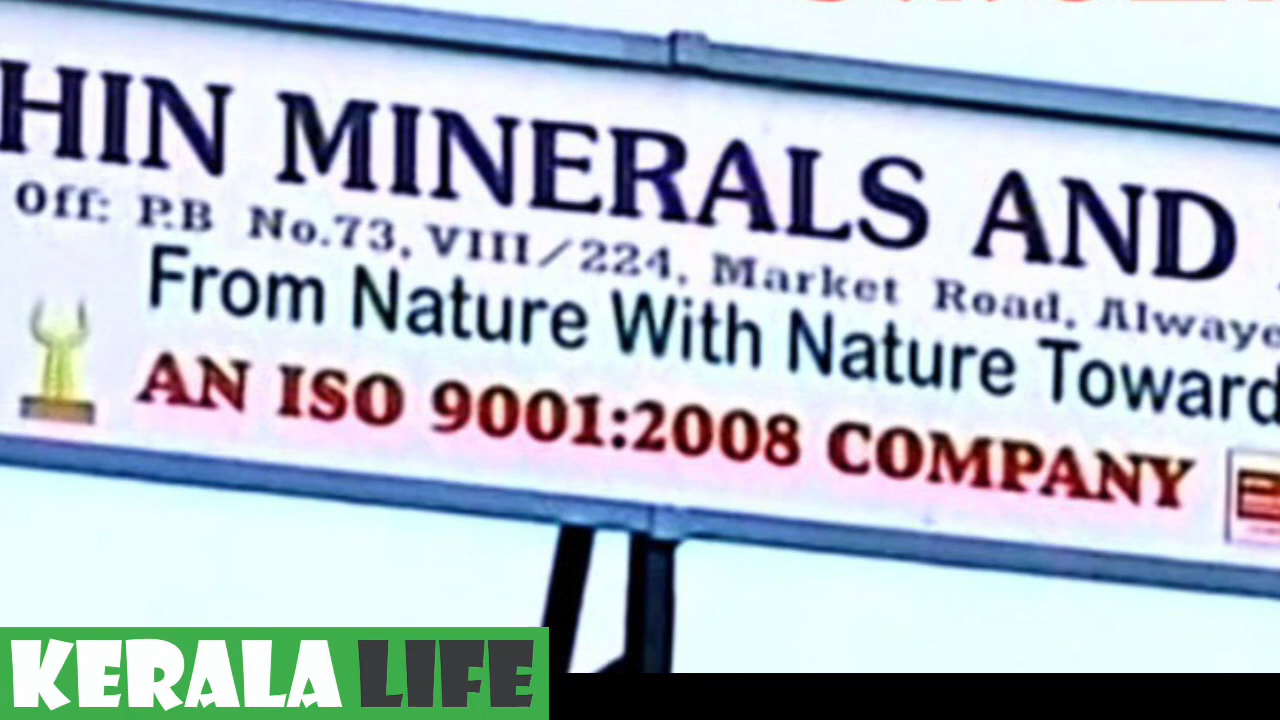 HIN MINERALS AND
Off: P.B No.73, VIII/224, Market Road, Alwaye
From Nature With Nature Toward
AN ISO 9001:2008 COMPANY
KERALA LIFE